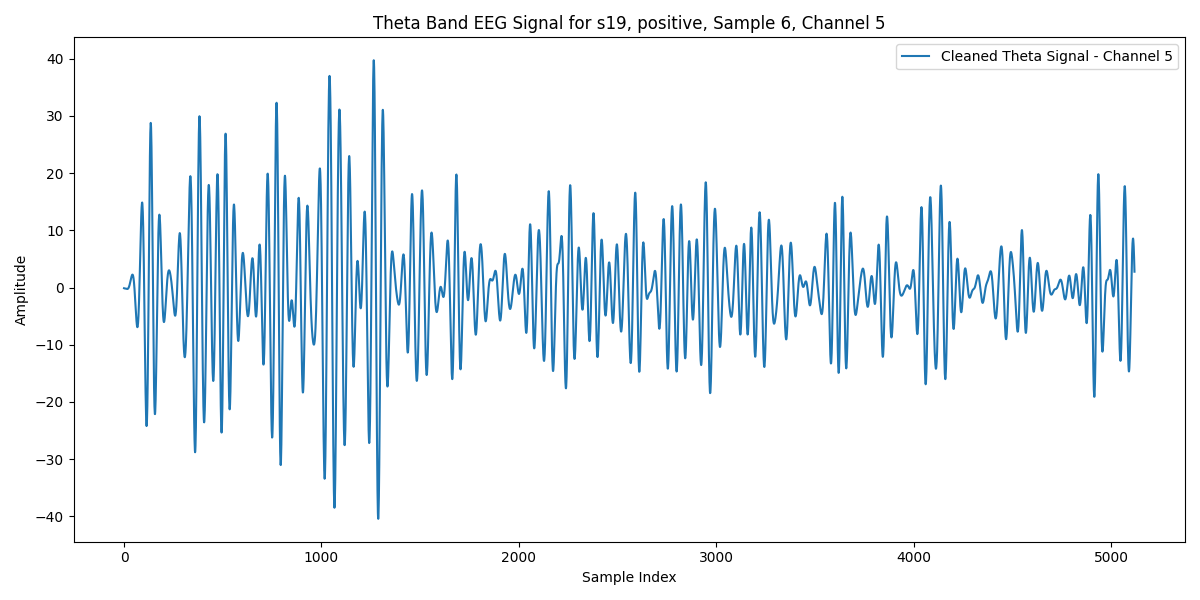 Theta Band EEG Signal for s19, positive, Sample 6, Channel 5
Cleaned Theta Signal - Channel 5
Amplitude
40
30
20
10
0
−10
−20
−30
−40
0 1000 2000 3000 4000 5000
Sample Index